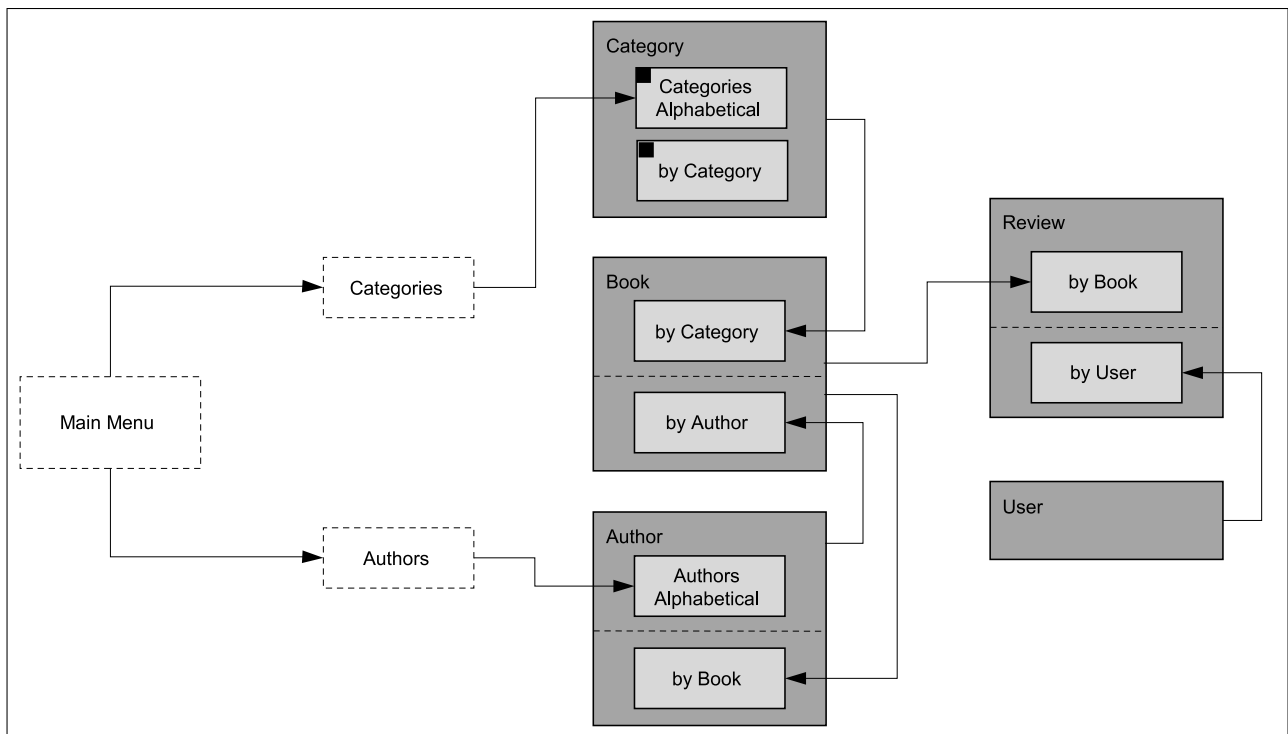 Category
Categories
Alphabetical
by Category
Categories
Book
by Category
by Author
Main Menu
Authors
Author
Authors
Alphabetical
by Book
Review
by Book
by User
User